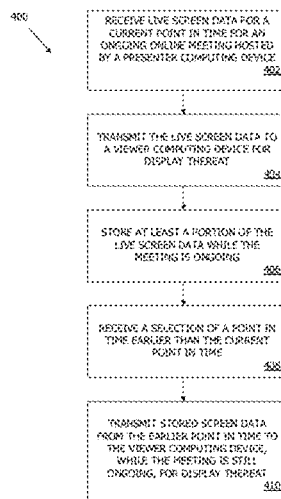 400
RECEIVE LIVE SCREEN DATA FOR A
CURRENT POINT IN TIME FOR AN
ONGOING ONLINE MEETING HOSTED
BY A PRESENTER COMPUTING DEVICE
402
TRANSMIT THE LIVE SCREEN DATA TO
A VIEWER COMPUTING DEVICE FOR
DISPLAY THEREAT
404
STORE AT LEAST A PORTION OF THE
LIVE SCREEN DATA WHILE THE
MEETING IS ONGOING
406
RECEIVE A SELECTION OF A POINT IN
TIME EARLIER THAN THE CURRENT
POINT IN TIME
408
TRANSMIT STORED SCREEN DATA
FROM THE EARLIER POINT IN TIME TO
THE VIEWER COMPUTING DEVICE,
WHILE THE MEETING IS STILL
ONGOING, FOR DISPLAY THEREAT
410